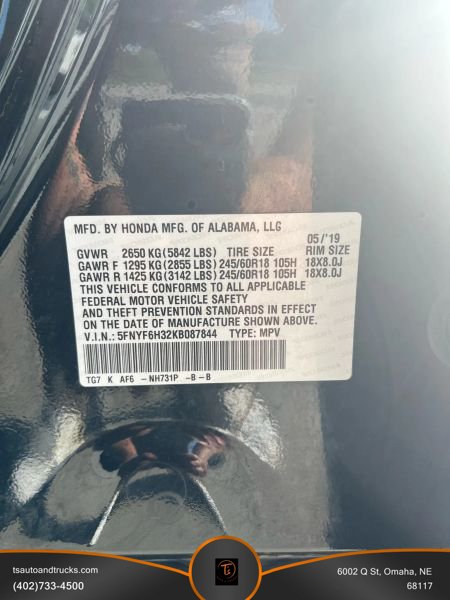 MFD. BY HONDA MFG. OF ALABAMA, LLC
05/'19
GVWR 2650 KG (5842 LBS) TIRE SIZE RIM SIZE
GAWR F 1295 KG (2855 LBS) 245/60R18 105H 18X8.0J
GAWR R 1425 KG (3142 LBS) 245/60R18 105H 18X8.0J
THIS VEHICLE CONFORMS TO ALL APPLICABLE
FEDERAL MOTOR VEHICLE SAFETY
AND THEFT PREVENTION STANDARDS IN EFFECT
ON THE DATE OF MANUFACTURE SHOWN ABOVE.
V.I.N.: 5FNYF6H32KB087844 TYPE: MPV
TG7 K AF6 -NH731P -B -B
tsautoandtrucks.com
(402)733-4500
6002 Q St, Omaha, NE
68117